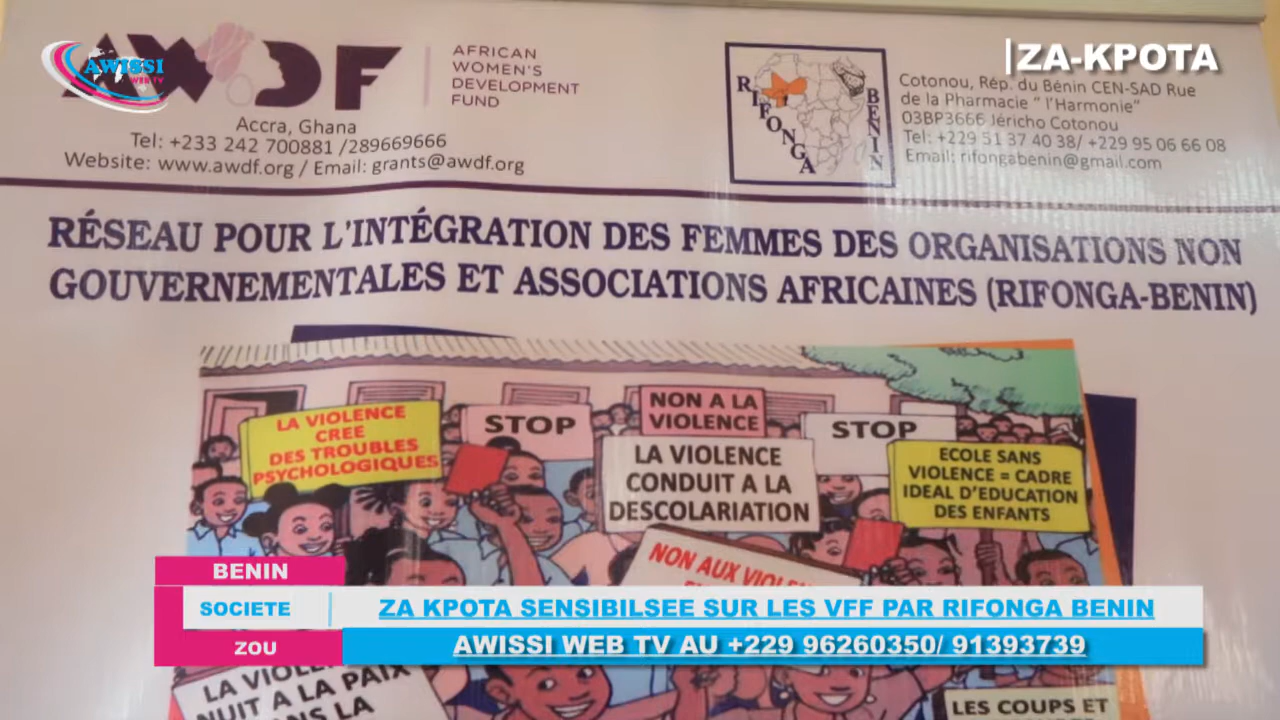 AWISSI
WEB TV
|ZA-KPOTA
AWDF
AFRICAN
WOMEN'S
DEVELOPMENT
FUND
Accra, Ghana
Tel: +233 242 700881 /289669666
Website: www.awdf.org / Email: grants@awdf.org
RIFONGA
BENIN
Cotonou, Rép. du Bénin CEN-SAD Rue
de la Pharmacie “ l'Harmonie”
03BP3666 Jéricho Cotonou
Tel: +229 51 37 40 38/ +229 95 06 66 08
Email: rifongabenin@gmail.com
RÉSEAU POUR L'INTÉGRATION DES FEMMES DES ORGANISATIONS NON
GOUVERNEMENTALES ET ASSOCIATIONS AFRICAINES (RIFONGA-BENIN)
LA VIOLENCE
CREE
DES TROUBLES
PSYCHOLOGIQUES
STOP
NON A LA
VIOLENCE
LA VIOLENCE
CONDUIT A LA
DESCOLARIATION
STOP
ECOLE SANS
VIOLENCE = CADRE
IDEAL D'EDUCATION
DES ENFANTS
NON AUX
BENIN
SOCIETE
ZOU
ZA KPOTA SENSIBILSEE SUR LES VFF PAR RIFONGA BENIN
AWISSI WEB TV AU +229 96260350/ 91393739
LA
NUIT A LA PAIX
LES COUPS ET